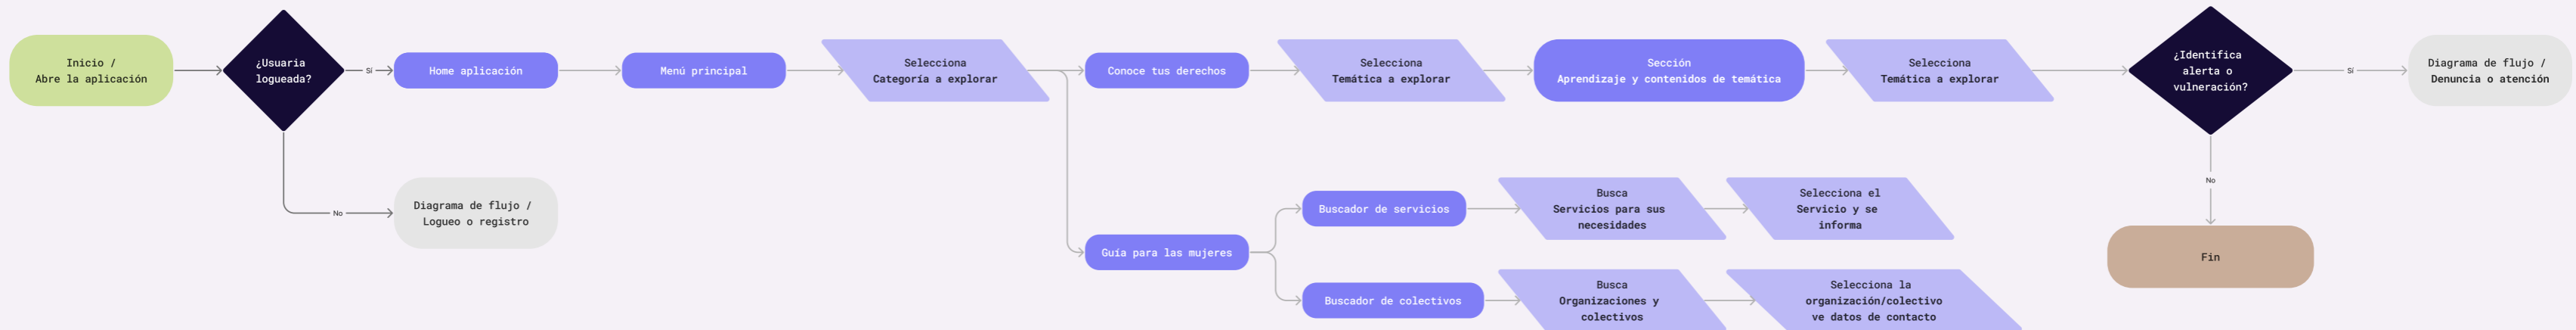 Inicio /
Abre la aplicación
¿Usuaria
logueada?
Sí
Home aplicación
Menú principal
Selecciona
Categoría a explorar
Conoce tus derechos
Selecciona
Temática a explorar
Sección
Aprendizaje y contenidos de temática
Selecciona
Temática a explorar
¿Identifica
alerta o
vulneración?
Sí
Diagrama de flujo /
Denuncia o atención
No
Diagrama de flujo /
Logueo o registro
Guía para las mujeres
Buscador de servicios
Busca
Servicios para sus
necesidades
Selecciona el
Servicio y se
informa
Buscador de colectivos
Busca
Organizaciones y
colectivos
Selecciona la
organización/colectivo
ve datos de contacto
No
Fin